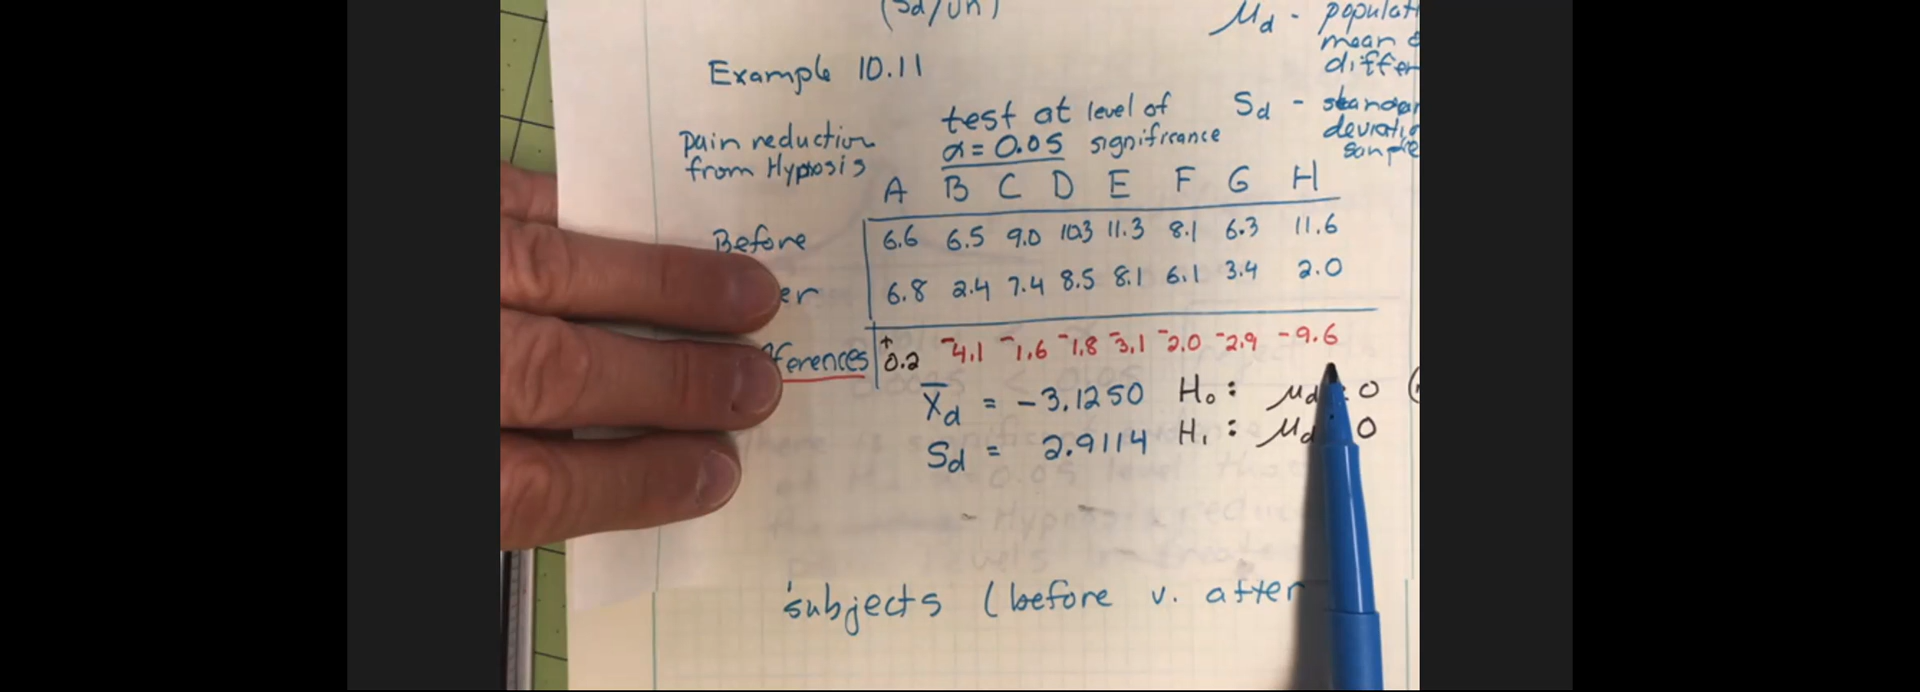 (Sd/√n)
μd - populati
mean
differ
Example 10.11
Pain reduction
from Hypnosis
test at level of
α = 0.05 significance
Sd - standar
deviati
sample
A B C D E F G H
Before 6.6 6.5 9.0 10.3 11.3 8.1 6.3 11.6
er 6.8 2.4 7.4 8.5 8.1 6.1 3.4 2.0
fferences +0.2 -4.1 -1.6 -1.8 -3.1 -2.0 -2.9 -9.6
X̄d = -3.1250 H₀: μd 0
Sd = 2.9114 H₁: μd 0
subjects (before v. after